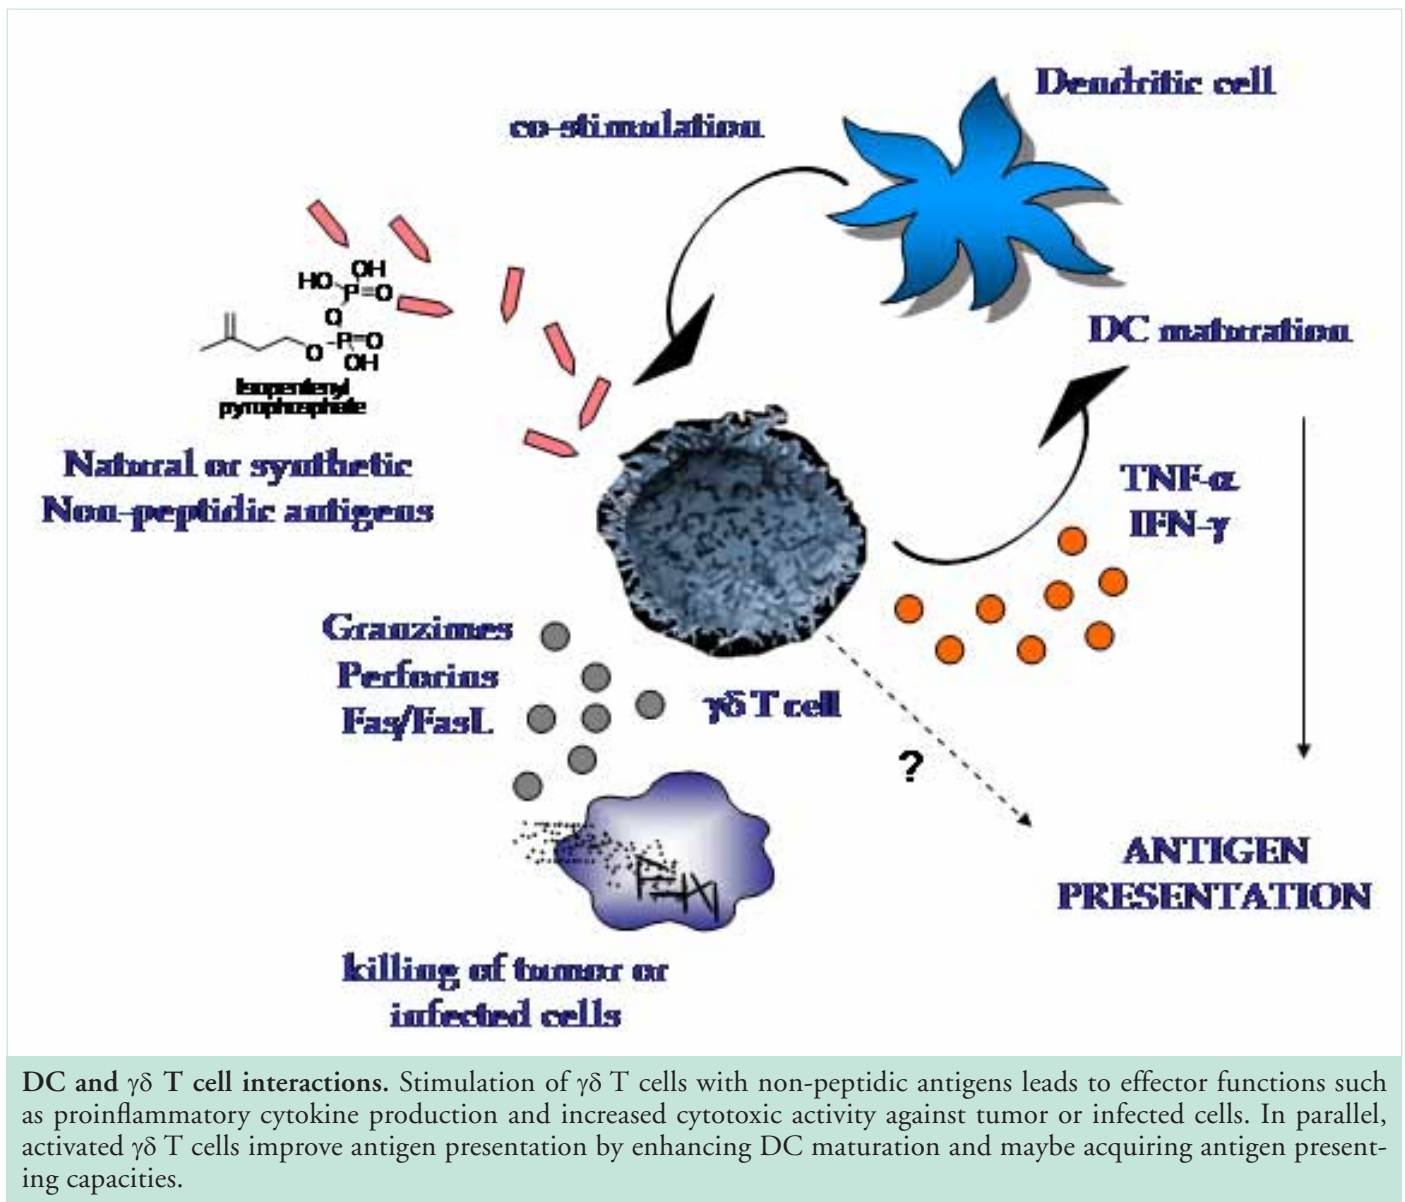 Dendritic cell
co-stimulation
OH
HO
P=O
O
P=O
O
OH
Isopentenyl
pyrophosphate
DC maturation
Natural or synthetic
Non-peptidic antigens
TNF-α
IFN-γ
Granzimes
Perforins
Fas/FasL
γδ T cell
?
ANTIGEN
PRESENTATION
killing of tumor or
infected cells
DC and γδ T cell interactions. Stimulation of γδ T cells with non-peptidic antigens leads to effector functions such
as proinflammatory cytokine production and increased cytotoxic activity against tumor or infected cells. In parallel,
activated γδ T cells improve antigen presentation by enhancing DC maturation and maybe acquiring antigen present-
ing capacities.